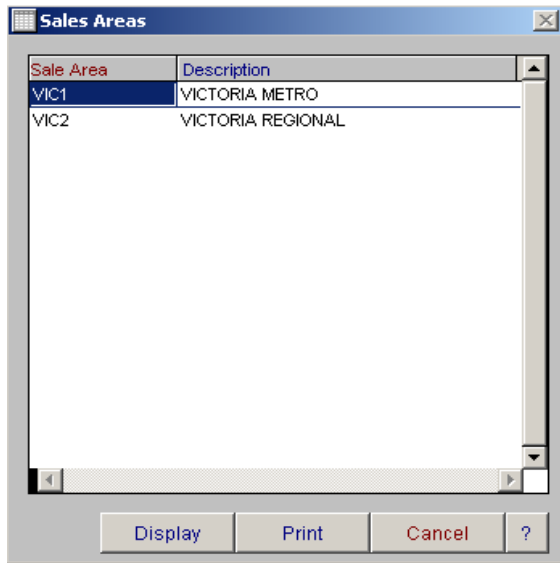 Sales Areas
Sale Area Description
VIC1 VICTORIA METRO
VIC2 VICTORIA REGIONAL
Display Print Cancel ?